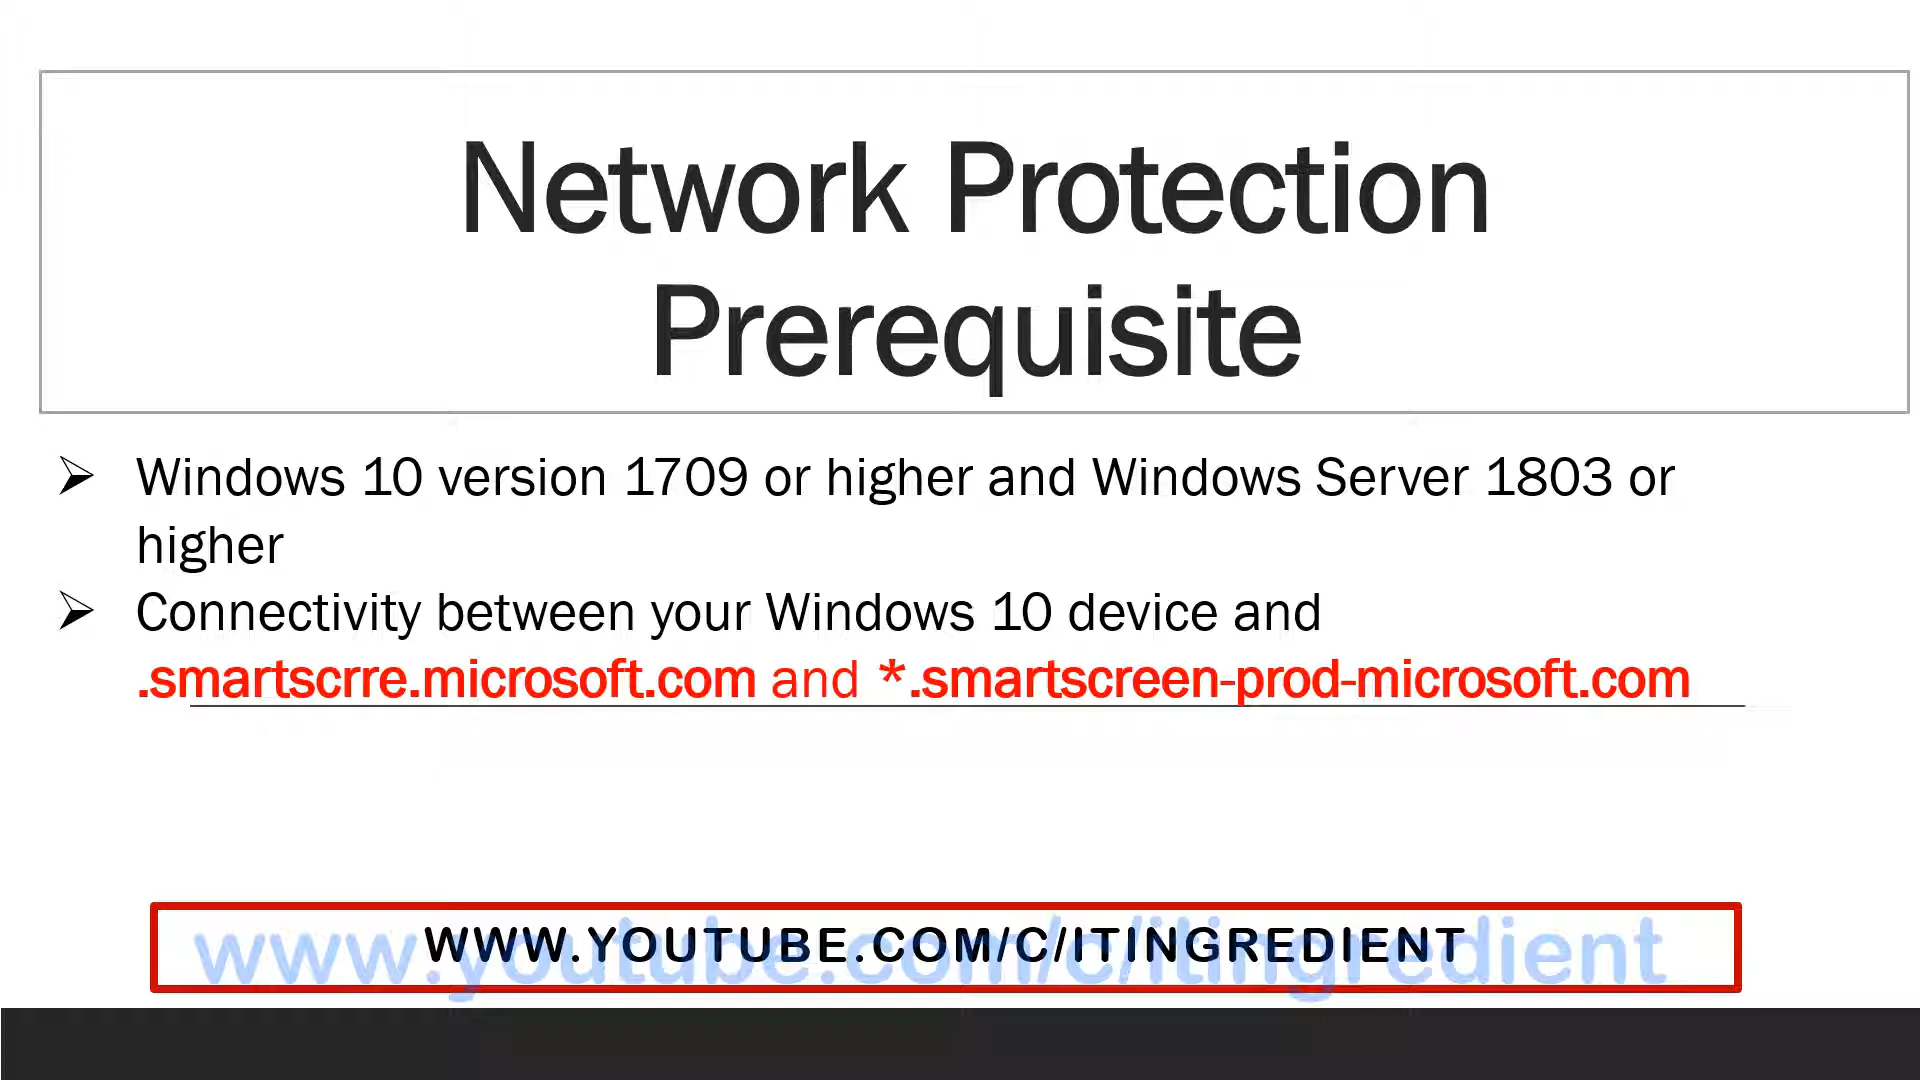 Network Protection
Prerequisite
➢ Windows 10 version 1709 or higher and Windows Server 1803 or
higher
➢ Connectivity between your Windows 10 device and
.smartscrre.microsoft.com and *.smartscreen-prod-microsoft.com
WWW.YOUTUBE.COM/C/ITINGREDIENT
www.youtube.com/c/itingredient